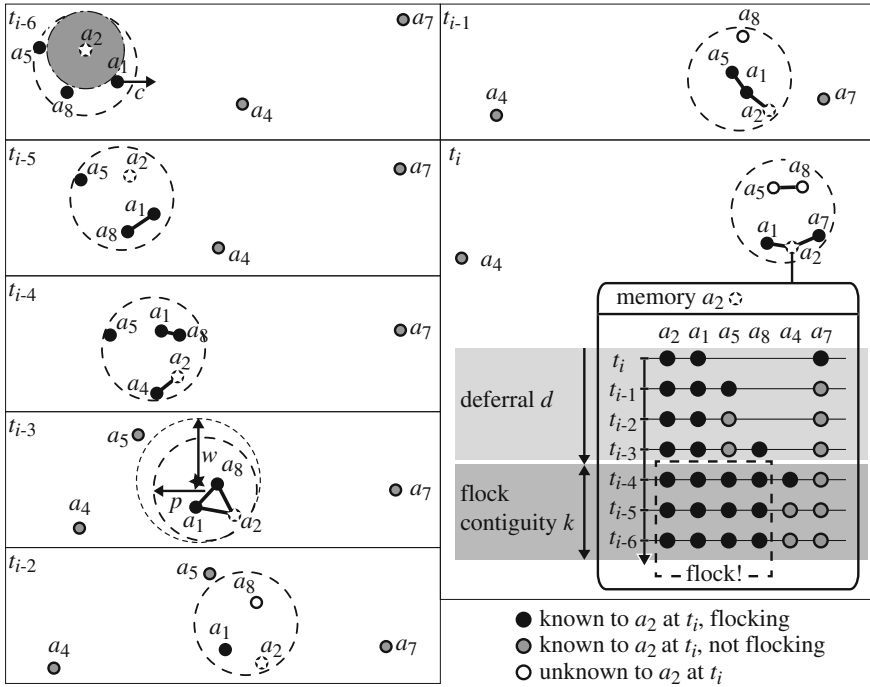 t_{i-6} a_2 a_7
a_5 a_1
a_8 c a_4
t_{i-5} a_5 a_2 a_7
a_1
a_8 a_4
t_{i-4} a_1
a_5 a_8 a_7
a_2
a_4
t_{i-3} a_5 w
a_8
a_4 p a_7
a_1 a_2
t_{i-2} a_5 a_8
a_1 a_2 a_7
a_4
t_{i-1} a_8
a_5 a_1
a_4 a_2 a_7
t_i a_8
a_5 a_7
a_1
a_4 a_2
memory a_2
a_2 a_1 a_5 a_8 a_4 a_7
t_i
t_{i-1}
deferral d
t_{i-2}
t_{i-3}
t_{i-4}
flock
contiguity k
t_{i-5}
t_{i-6}
flock!
known to a_2 at t_i, flocking
known to a_2 at t_i, not flocking
unknown to a_2 at t_i